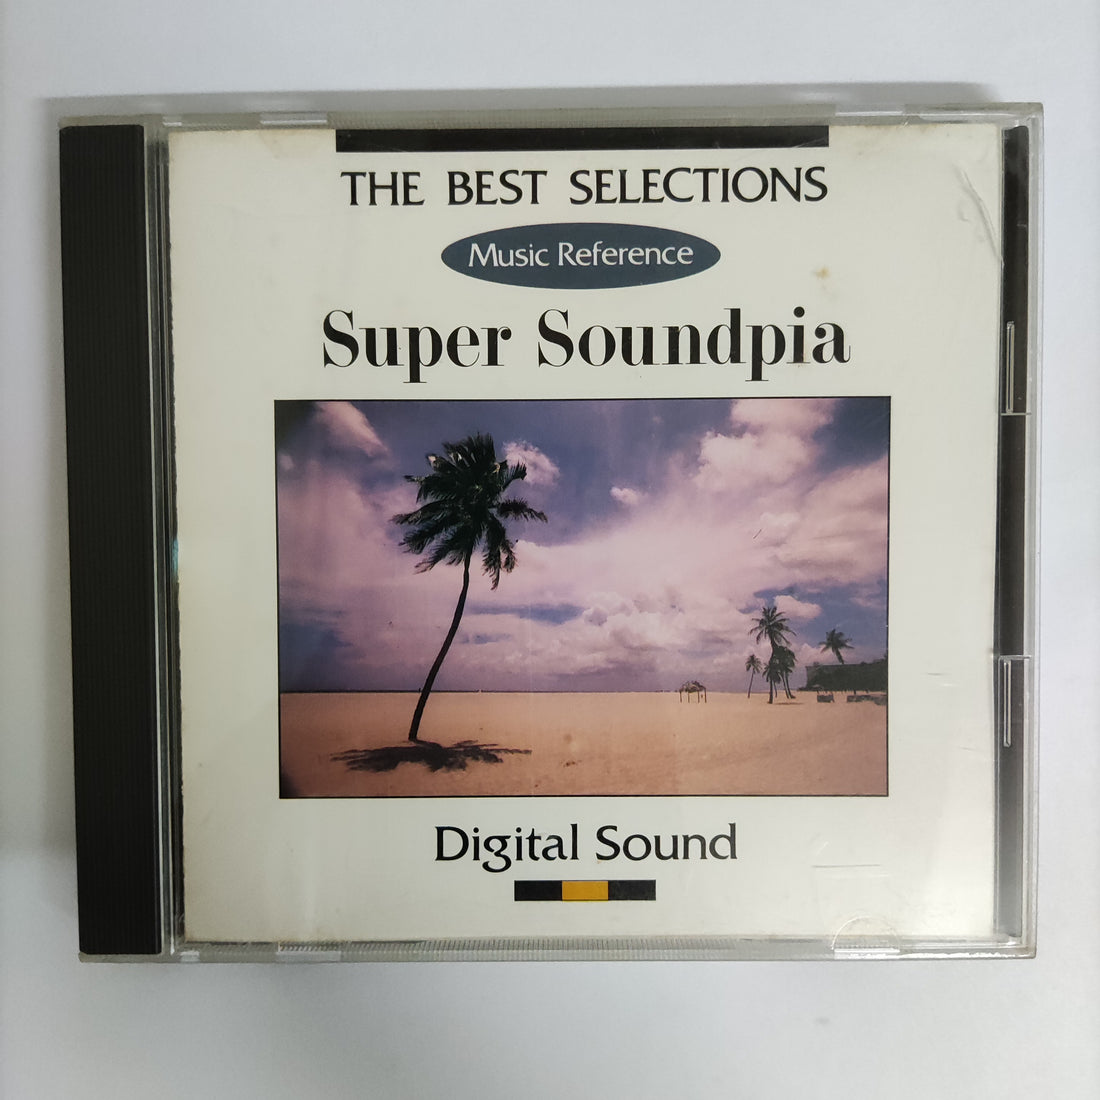 THE BEST SELECTIONS
Music Reference
Super Soundpia
Digital Sound